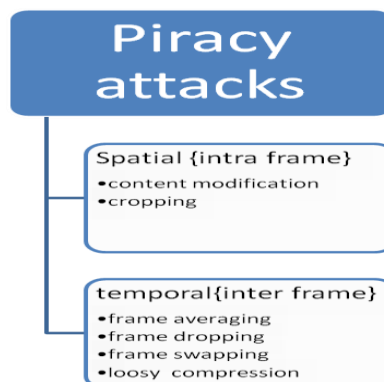 Piracy
attacks
Spatial {intra frame}
•content modification
•cropping
temporal{inter frame}
•frame averaging
•frame dropping
•frame swapping
•loosy compression